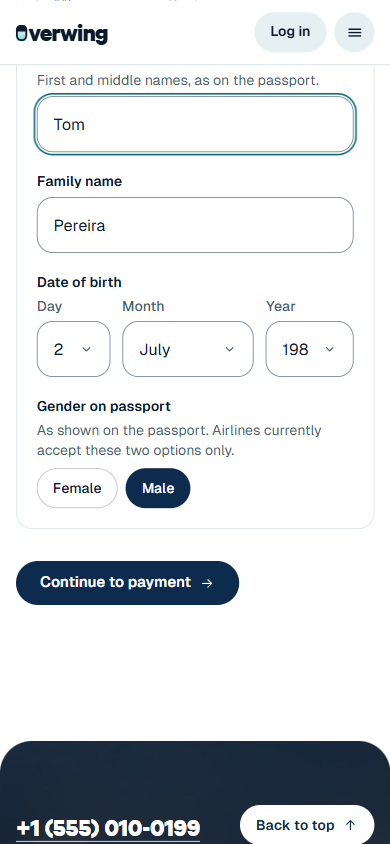 Overwing
Log in
First and middle names, as on the passport.
Tom
Family name
Pereira
Date of birth
Day Month Year
2 July 198
Gender on passport
As shown on the passport. Airlines currently
accept these two options only.
Female Male
Continue to payment →
+1 (555) 010-0199
Back to top ↑